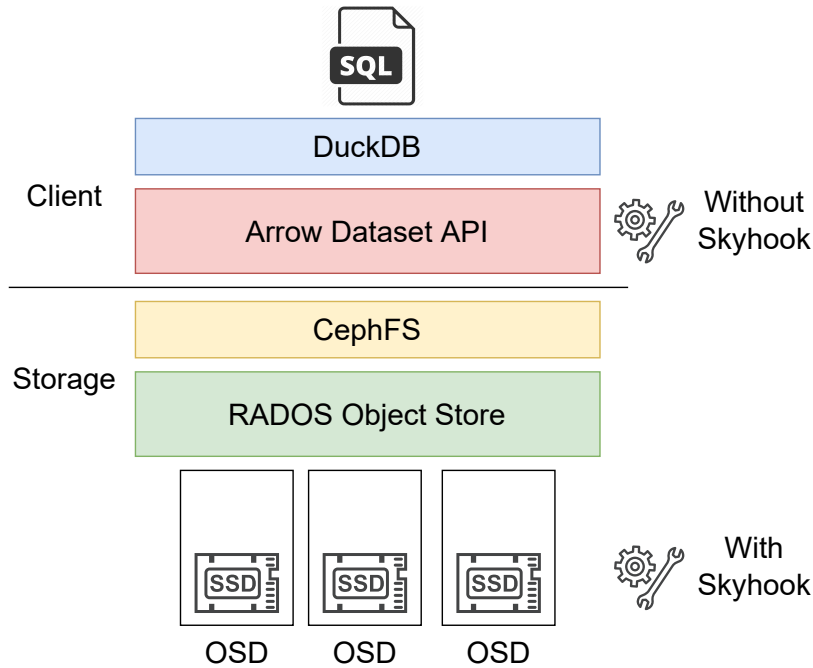 SQL
DuckDB
Client
Arrow Dataset API
Without
Skyhook
CephFS
Storage
RADOS Object Store
SSD
SSD
SSD
With
Skyhook
OSD
OSD
OSD